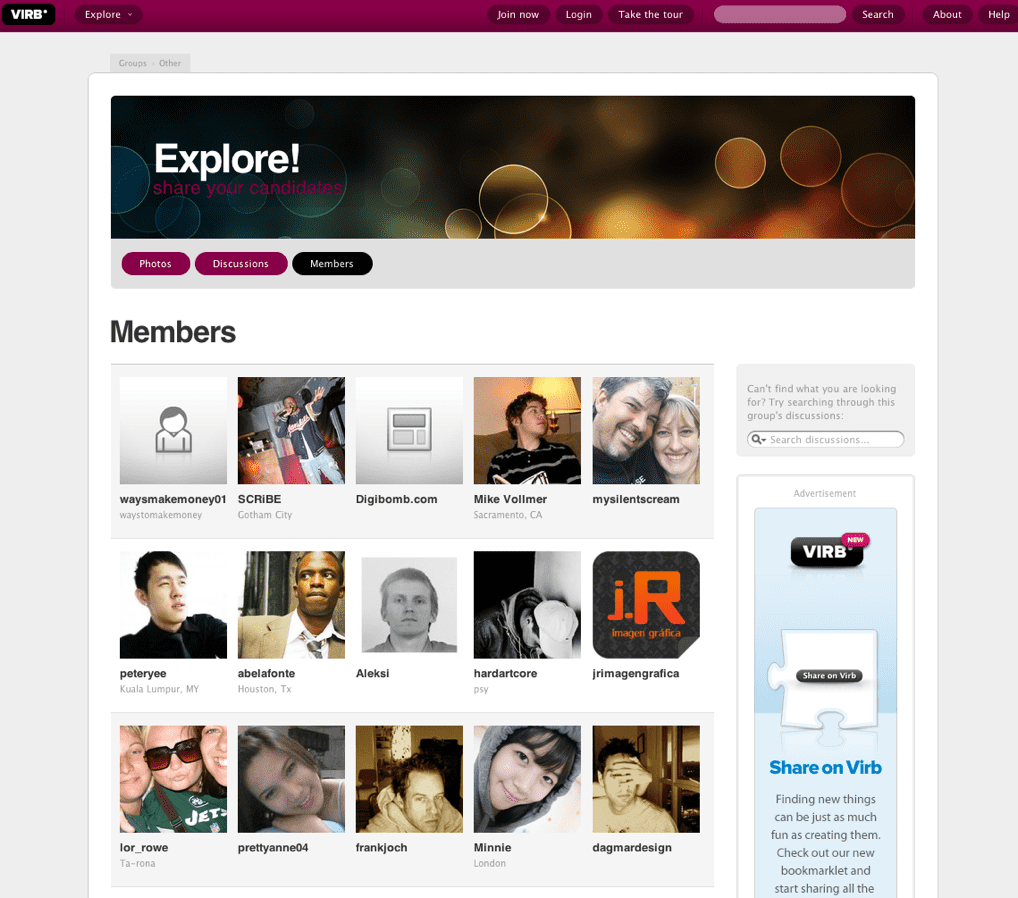 VIRB°
Explore
Join now
Login
Take the tour
Search
About
Help
Groups › Other
Explore!
share your candidates
Photos
Discussions
Members
Members
waysmakemoney01
waystomakemoney
SCRiBE
Gotham City
Digibomb.com
Mike Vollmer
Sacramento, CA
mysilentscream
Can't find what you are looking
for? Try searching through this
group's discussions:
Search discussions...
peteryee
Kuala Lumpur, MY
abelafonte
Houston, Tx
Aleksi
hardartcore
psy
j.R
imagen gráfica
jrimagengrafica
JETS
lor_rowe
Ta-rona
prettyanne04
frankjoch
Minnie
London
dagmardesign
Advertisement
VIRB°
NEW
Share on Virb
Share on Virb
Finding new things
can be just as much
fun as creating them.
Check out our new
bookmarklet and
start sharing all the